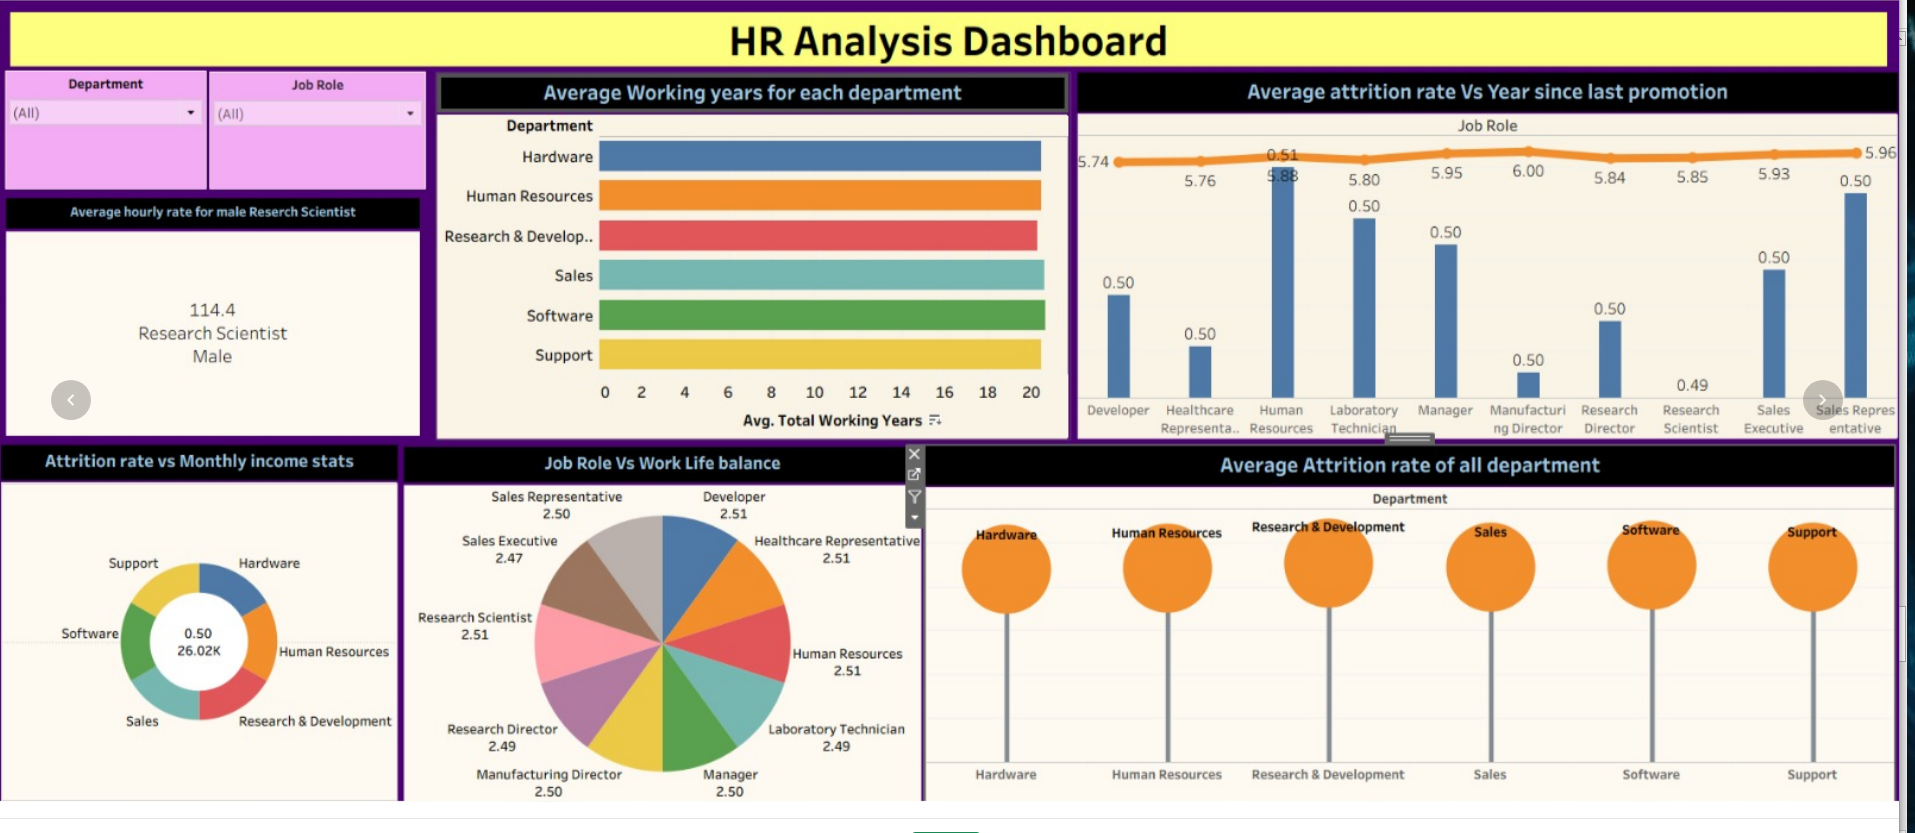 HR Analysis Dashboard
Department
(All)
Job Role
(All)
Average hourly rate for male Reserch Scientist
114.4
Research Scientist
Male
Average Working years for each department
Department
Hardware
Human Resources
Research & Develop..
Sales
Software
Support
0 2 4 6 8 10 12 14 16 18 20
Avg. Total Working Years
Average attrition rate Vs Year since last promotion
Job Role
5.74
5.76
0.51
5.88
5.80
5.95
6.00
5.84
5.85
5.93
5.96
0.50
0.50
0.50
0.50
0.50
0.50
0.49
0.50
0.50
Developer
Healthcare
Representa..
Human
Resources
Laboratory
Technician
Manager
Manufacturi
ng Director
Research
Director
Research
Scientist
Sales
Executive
Sales Repres
entative
Attrition rate vs Monthly income stats
Support
Hardware
Software
0.50
26.02K
Human Resources
Sales
Research & Development
Job Role Vs Work Life balance
Sales Representative
2.50
Developer
2.51
Sales Executive
2.47
Healthcare Representative
2.51
Research Scientist
2.51
Human Resources
2.51
Research Director
2.49
Laboratory Technician
2.49
Manufacturing Director
2.50
Manager
2.50
Average Attrition rate of all department
Department
Hardware
Human Resources
Research & Development
Sales
Software
Support
Hardware
Human Resources
Research & Development
Sales
Software
Support